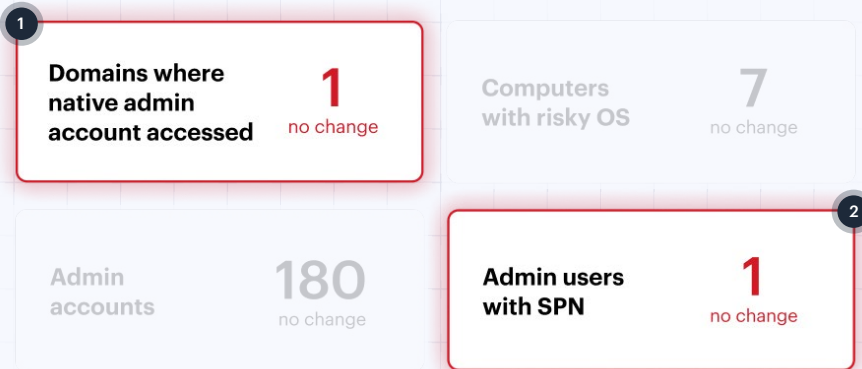 1
Domains where
native admin
account accessed
1
no change
Computers
with risky OS
7
no change
Admin
accounts
180
no change
2
Admin users
with SPN
1
no change